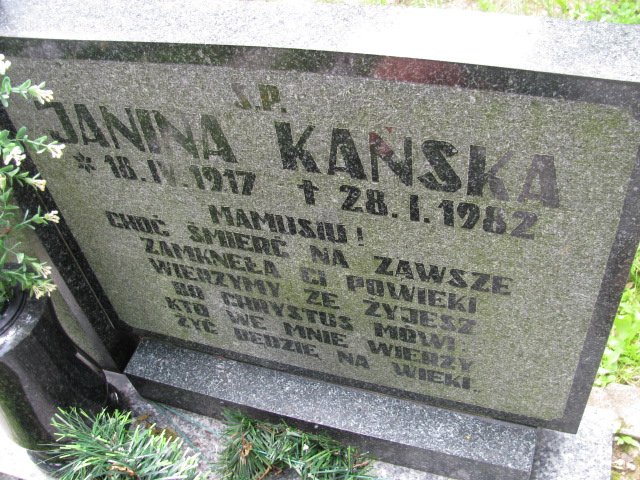 Ś.P.
JANINA KAŃSKA
* 18.IV.1917 † 28.I.1982
MAMUSIU!
CHOĆ ŚMIERĆ NA ZAWSZE
ZAMKNĘŁA CI POWIEKI
WIERZYMY ŻE ŻYJESZ
BO CHRYSTUS MÓWI
KTO WE MNIE WIERZY
ŻYĆ BĘDZIE NA WIEKI.